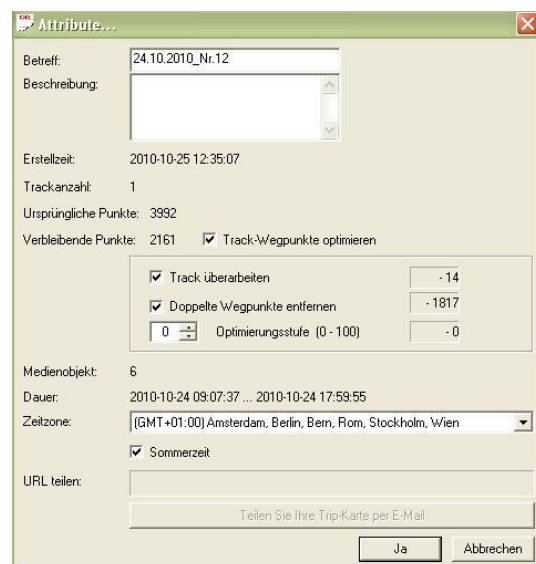 Attribute...
Betreff: 24.10.2010_Nr.12
Beschreibung:
Erstellzeit: 2010-10-25 12:35:07
Trackanzahl: 1
Ursprüngliche Punkte: 3992
Verbleibende Punkte: 2161 Track-Wegpunkte optimieren
Track überarbeiten - 14
Doppelte Wegpunkte entfernen - 1817
0 Optimierungsstufe (0 - 100) - 0
Medienobjekt: 6
Dauer: 2010-10-24 09:07:37 ... 2010-10-24 17:59:55
Zeitzone: (GMT+01:00) Amsterdam, Berlin, Bern, Rom, Stockholm, Wien
Sommerzeit
URL teilen:
Teilen Sie Ihre Trip-Karte per E-Mail
Ja Abbrechen